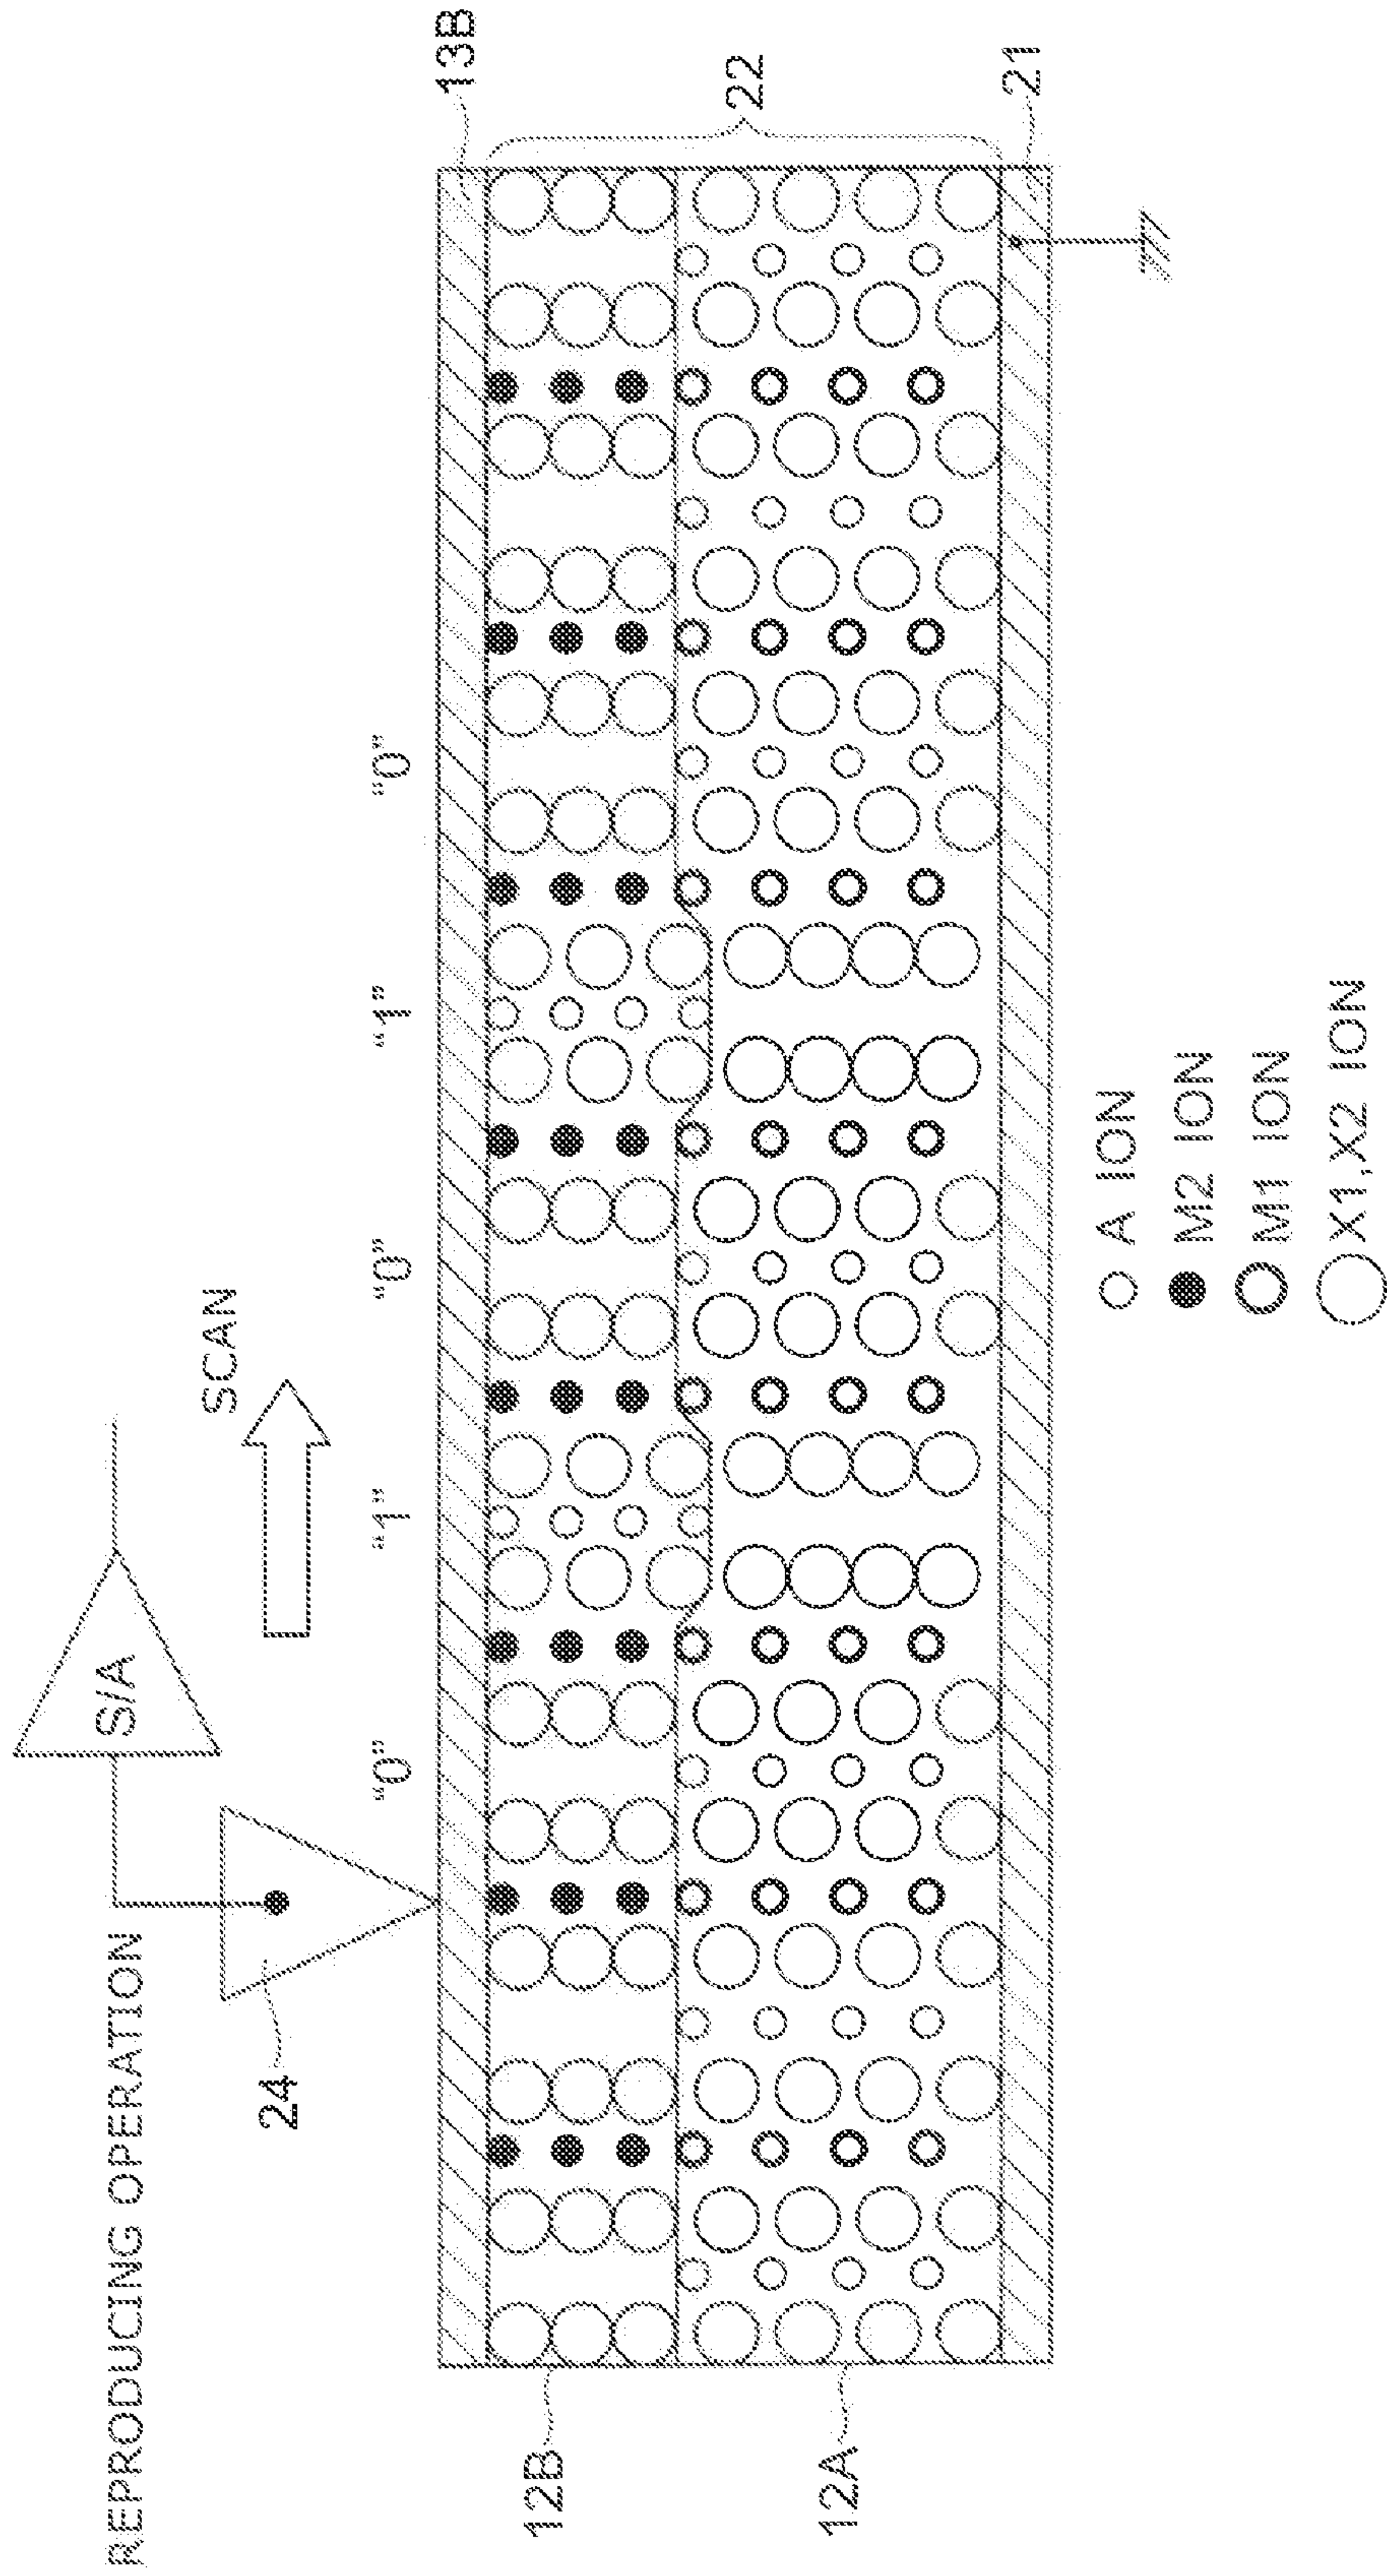 REPRODUCING OPERATION
S/A
SCAN
24
“0”
“1”
“0”
“1”
“0”
13B
12B
12A
22
21
A ION
M2 ION
M1 ION
X1,X2 ION